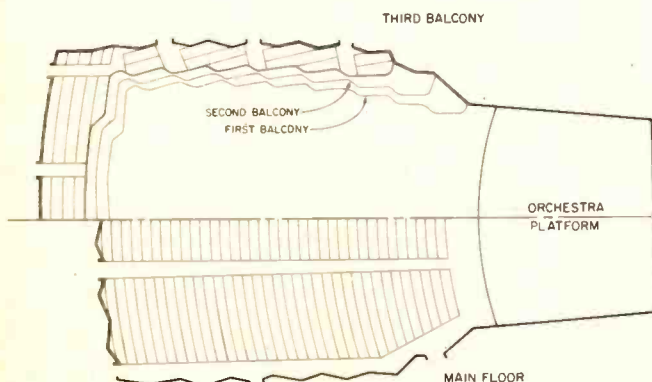 THIRD BALCONY
SECOND BALCONY
FIRST BALCONY
ORCHESTRA
PLATFORM
MAIN FLOOR